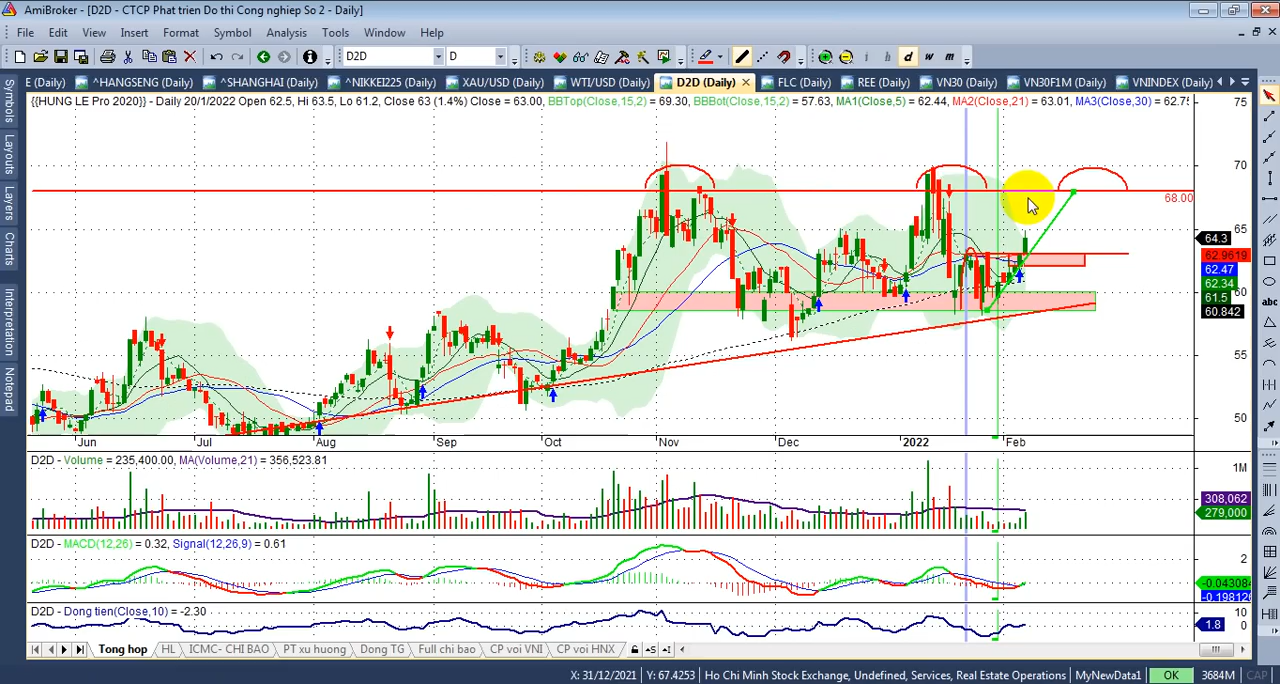 AmiBroker - [D2D - CTCP Phat trien Do thi Cong nghiep So 2 - Daily]
File Edit View Insert Format Symbol Analysis Tools Window Help
D2D D i h d w m
E (Daily) ^HANGSENG (Daily) ^SHANGHAI (Daily) ^NIKKEI225 (Daily) XAU/USD (Daily) WTI/USD (Daily) D2D (Daily) FLC (Daily) REE (Daily) VN30 (Daily) VN30F1M (Daily) VNINDEX (Daily)
Symbols
Layouts
Layers
Charts
Interpretation
Notepad
abc
{{HUNG LE Pro 2020}} - Daily 20/1/2022 Open 62.5, Hi 63.5, Lo 61.2, Close 63 (1.4%) Close = 63.00, BBTop(Close,15,2) = 69.30, BBBot(Close,15,2) = 57.63, MA1(Close,5) = 62.44, MA2(Close,21) = 63.01, MA3(Close,30) = 62.75
75
70
68.00
65
64.3
62.9619
62.47
62.34
60
61.5
60.842
55
50
Jun Jul Aug Sep Oct Nov Dec 2022 Feb
D2D - Volume = 235,400.00, MA(Volume,21) = 356,523.81
1M
308,062
279,000
D2D - MACD(12,26) = 0.32, Signal(12,26,9) = 0.61
2
-0.04308
-0.198126
D2D - Dong tien(Close,10) = -2.30
10
0
1.8
Tong hop HL ICMC- CHI BAO PT xu huong Dong TG Full chi bao CP voi VNI CP voi HNX
X: 31/12/2021 Y: 67.4253 Ho Chi Minh Stock Exchange, Undefined, Services, Real Estate Operations MyNewData1 OK 3684M CAP